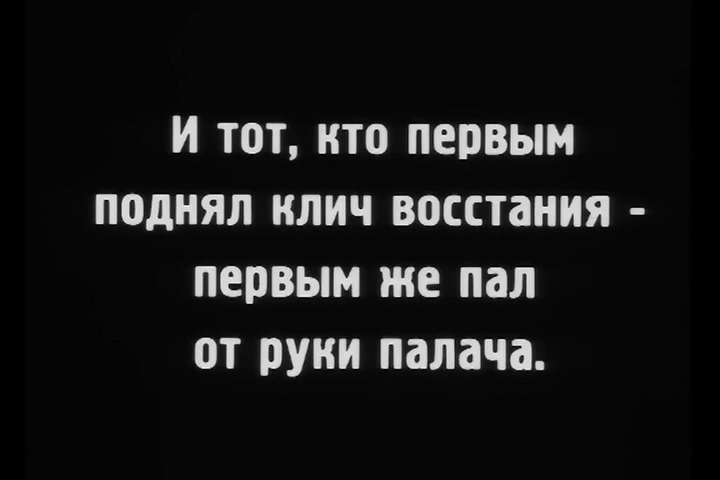 И тот, кто первым
поднял клич восстания -
первым же пал
от руки палача.